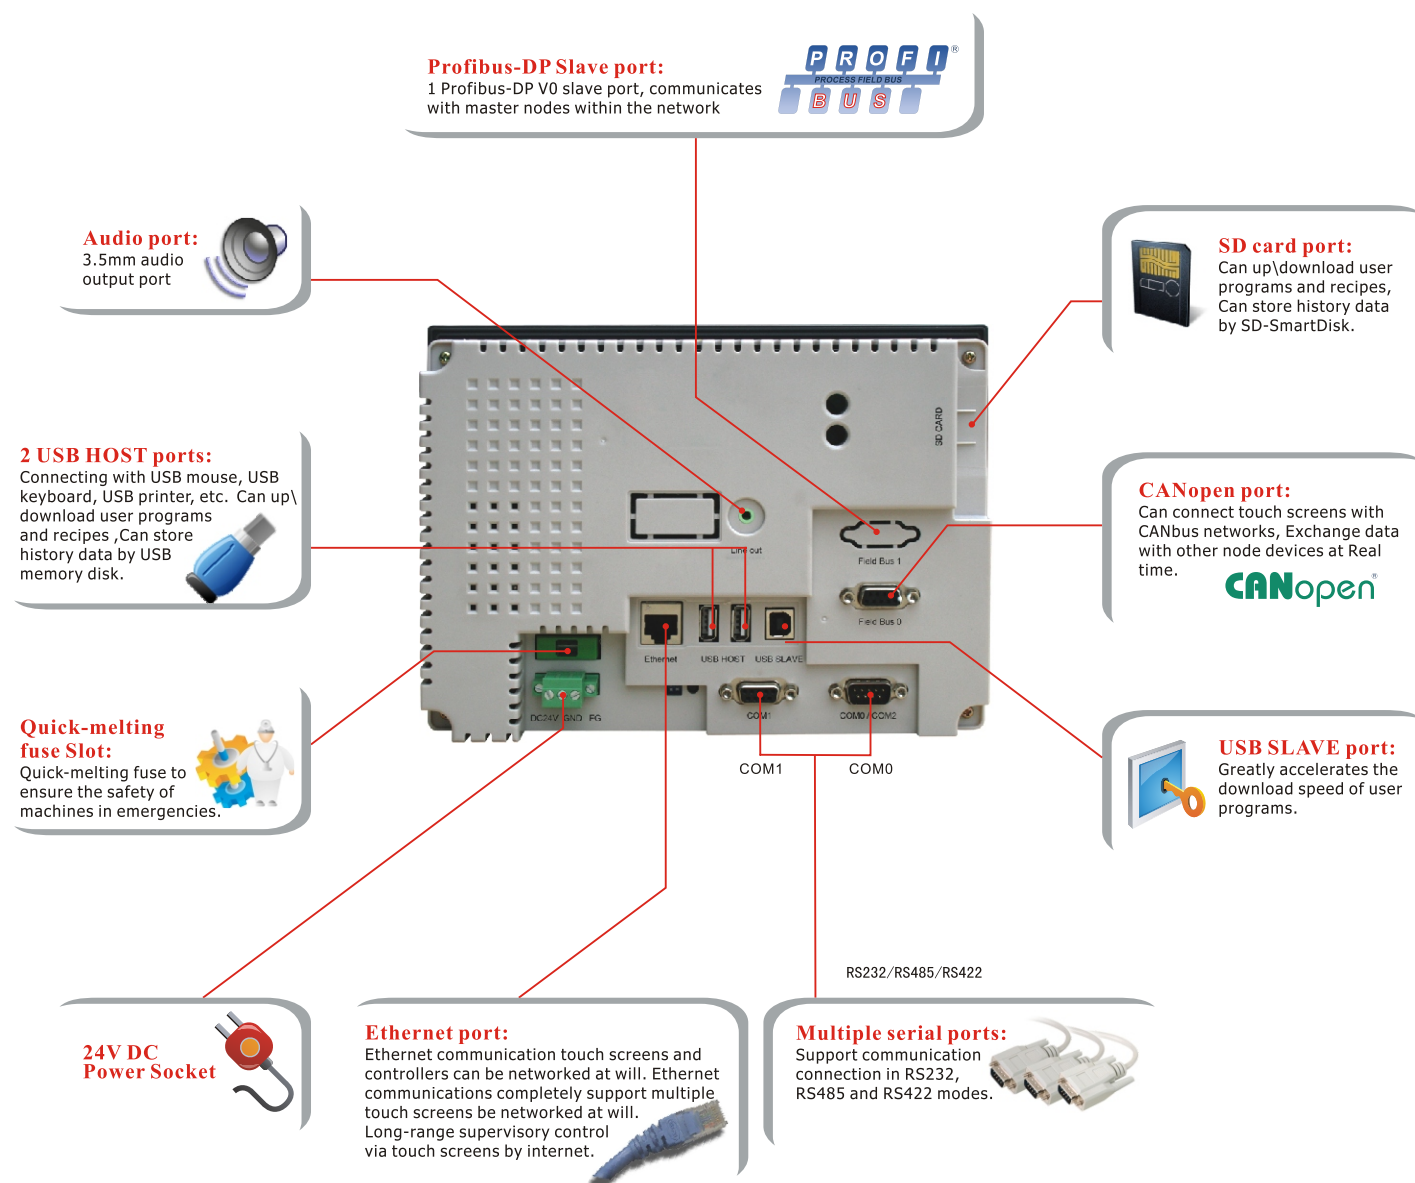 Profibus-DP Slave port:
1 Profibus-DP V0 slave port, communicates
with master nodes within the network
PROFI®
PROCESS FIELD BUS
BUS
Audio port:
3.5mm audio
output port
SD card port:
Can up\download user
programs and recipes,
Can store history data
by SD-SmartDisk.
2 USB HOST ports:
Connecting with USB mouse, USB
keyboard, USB printer, etc. Can up\
download user programs
and recipes ,Can store
history data by USB
memory disk.
CANopen port:
Can connect touch screens with
CANbus networks, Exchange data
with other node devices at Real
time.
CANopen®
SD CARD
Line out
Field Bus 1
Field Bus 0
Ethernet
USB HOST
USB SLAVE
DC24V GND FG
COM1
COM0 / COM2
COM1
COM0
Quick-melting
fuse Slot:
Quick-melting fuse to
ensure the safety of
machines in emergencies.
USB SLAVE port:
Greatly accelerates the
download speed of user
programs.
RS232/RS485/RS422
24V DC
Power Socket
Ethernet port:
Ethernet communication touch screens and
controllers can be networked at will. Ethernet
communications completely support multiple
touch screens be networked at will.
Long-range supervisory control
via touch screens by internet.
Multiple serial ports:
Support communication
connection in RS232,
RS485 and RS422 modes.